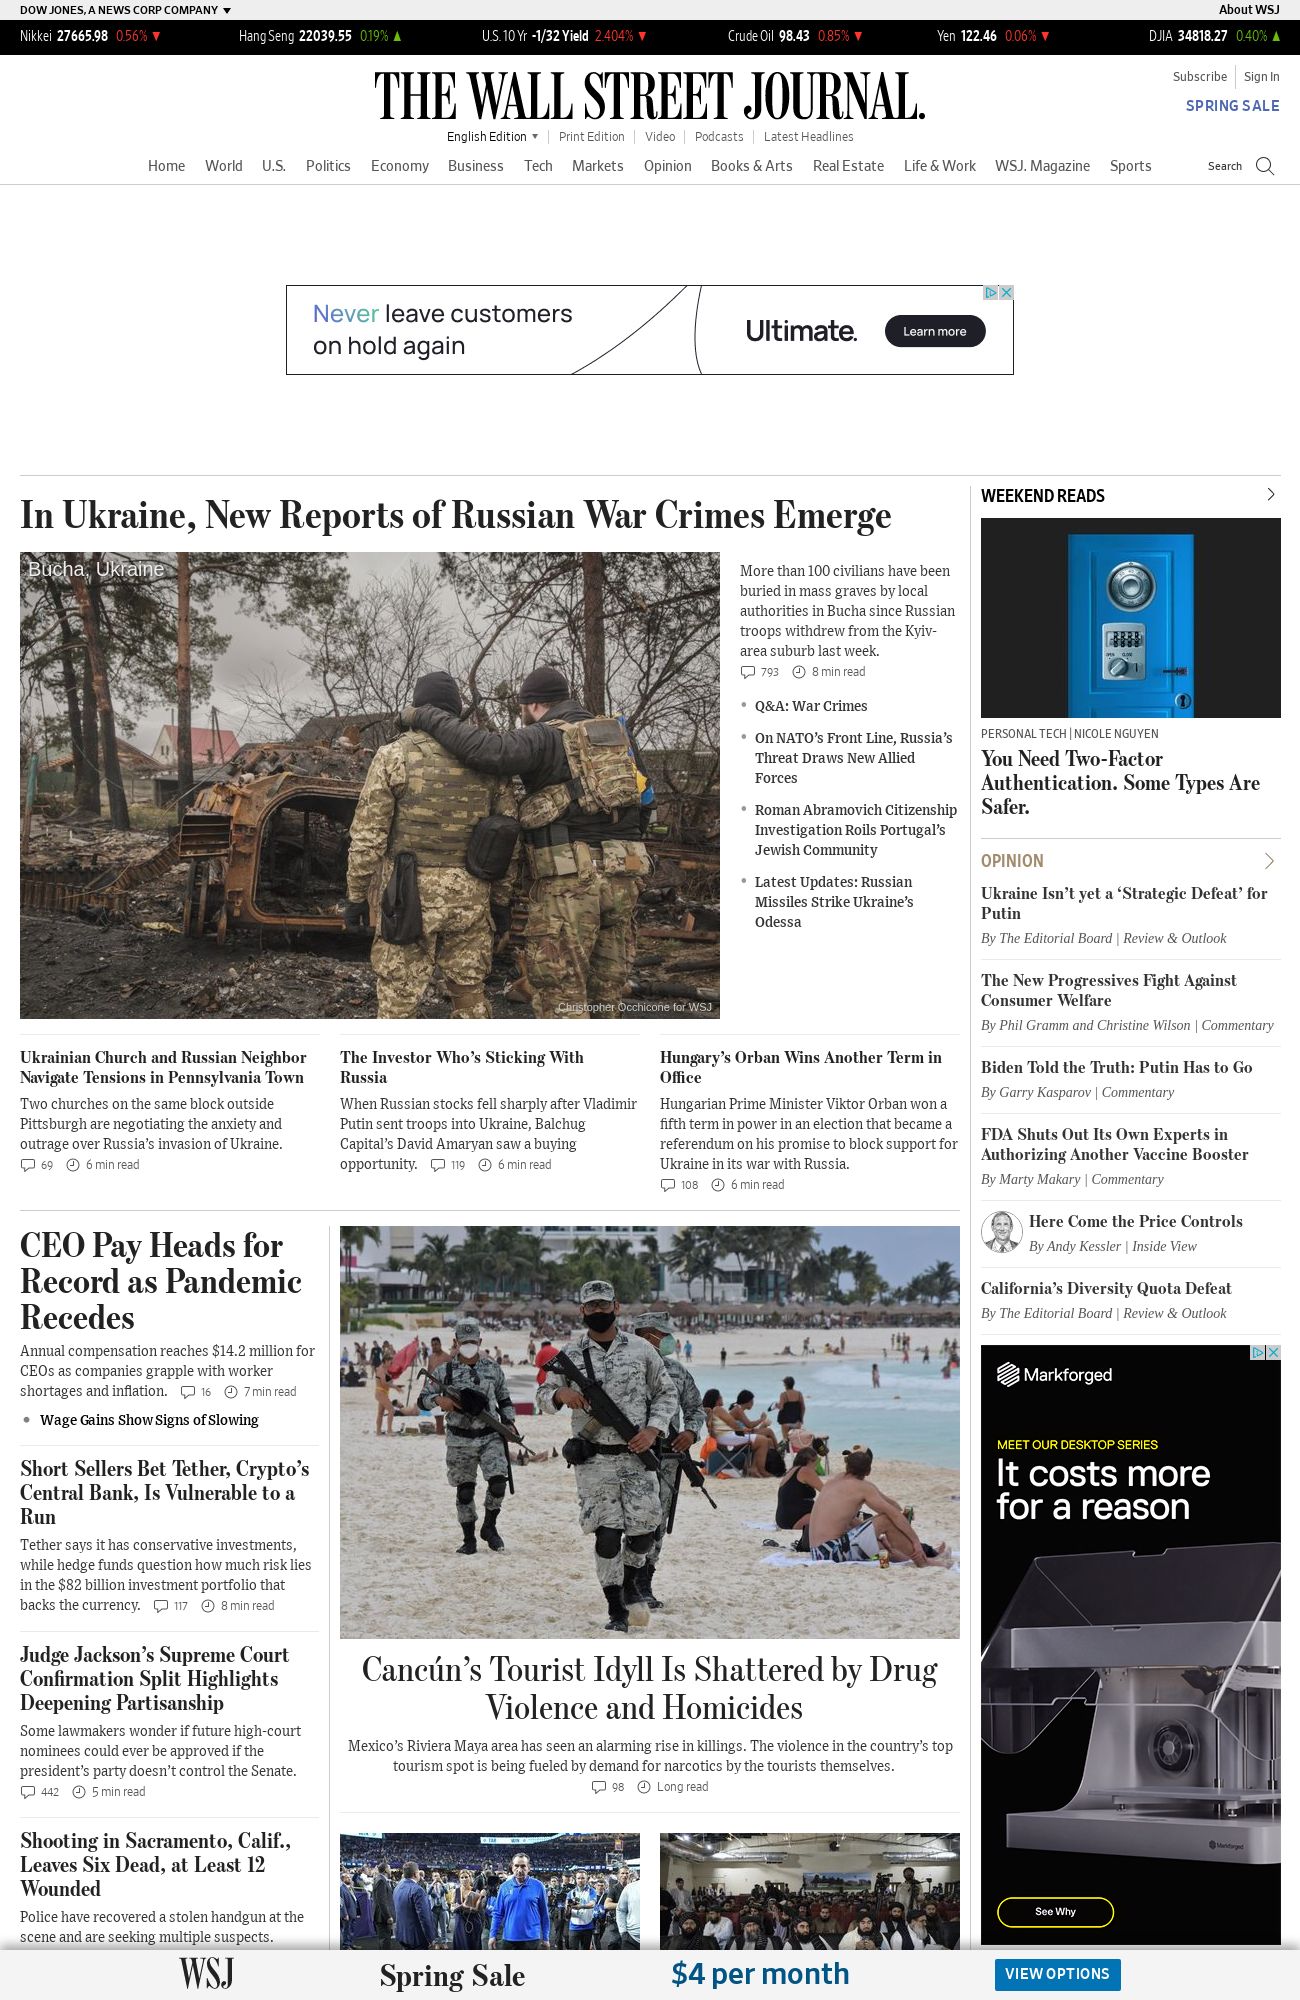 DOW JONES, A NEWS CORP COMPANY
About WSJ
Nikkei 27665.98 0.56%
Hang Seng 22039.55 0.19%
U.S. 10 Yr -1/32 Yield 2.404%
Crude Oil 98.43 0.85%
Yen 122.46 0.06%
DJIA 34818.27 0.40%
THE WALL STREET JOURNAL.
Subscribe Sign In
SPRING SALE
English Edition Print Edition Video Podcasts Latest Headlines
Home World U.S. Politics Economy Business Tech Markets Opinion Books & Arts Real Estate Life & Work WSJ. Magazine Sports
Search
Never leave customers
on hold again
Ultimate.
Learn more
In Ukraine, New Reports of Russian War Crimes Emerge
Bucha, Ukraine
Christopher Occhicone for WSJ
More than 100 civilians have been
buried in mass graves by local
authorities in Bucha since Russian
troops withdrew from the Kyiv-
area suburb last week.
793 8 min read
Q&A: War Crimes
On NATO’s Front Line, Russia’s
Threat Draws New Allied
Forces
Roman Abramovich Citizenship
Investigation Roils Portugal’s
Jewish Community
Latest Updates: Russian
Missiles Strike Ukraine’s
Odessa
Ukrainian Church and Russian Neighbor
Navigate Tensions in Pennsylvania Town
Two churches on the same block outside
Pittsburgh are negotiating the anxiety and
outrage over Russia’s invasion of Ukraine.
69 6 min read
The Investor Who’s Sticking With
Russia
When Russian stocks fell sharply after Vladimir
Putin sent troops into Ukraine, Balchug
Capital’s David Amaryan saw a buying
opportunity. 119 6 min read
Hungary’s Orban Wins Another Term in
Office
Hungarian Prime Minister Viktor Orban won a
fifth term in power in an election that became a
referendum on his promise to block support for
Ukraine in its war with Russia.
108 6 min read
CEO Pay Heads for
Record as Pandemic
Recedes
Annual compensation reaches $14.2 million for
CEOs as companies grapple with worker
shortages and inflation. 16 7 min read
Wage Gains Show Signs of Slowing
Short Sellers Bet Tether, Crypto’s
Central Bank, Is Vulnerable to a
Run
Tether says it has conservative investments,
while hedge funds question how much risk lies
in the $82 billion investment portfolio that
backs the currency. 117 8 min read
Judge Jackson’s Supreme Court
Confirmation Split Highlights
Deepening Partisanship
Some lawmakers wonder if future high-court
nominees could ever be approved if the
president’s party doesn’t control the Senate.
442 5 min read
Shooting in Sacramento, Calif.,
Leaves Six Dead, at Least 12
Wounded
Police have recovered a stolen handgun at the
scene and are seeking multiple suspects.
Cancún’s Tourist Idyll Is Shattered by Drug
Violence and Homicides
Mexico’s Riviera Maya area has seen an alarming rise in killings. The violence in the country’s top
tourism spot is being fueled by demand for narcotics by the tourists themselves.
98 Long read
WEEKEND READS
PERSONAL TECH | NICOLE NGUYEN
You Need Two-Factor
Authentication. Some Types Are
Safer.
OPINION
Ukraine Isn’t yet a ‘Strategic Defeat’ for
Putin
By The Editorial Board | Review & Outlook
The New Progressives Fight Against
Consumer Welfare
By Phil Gramm and Christine Wilson | Commentary
Biden Told the Truth: Putin Has to Go
By Garry Kasparov | Commentary
FDA Shuts Out Its Own Experts in
Authorizing Another Vaccine Booster
By Marty Makary | Commentary
Here Come the Price Controls
By Andy Kessler | Inside View
California’s Diversity Quota Defeat
By The Editorial Board | Review & Outlook
Markforged
MEET OUR DESKTOP SERIES
It costs more
for a reason
Markforged
See Why
WSJ
Spring Sale
$4 per month
VIEW OPTIONS